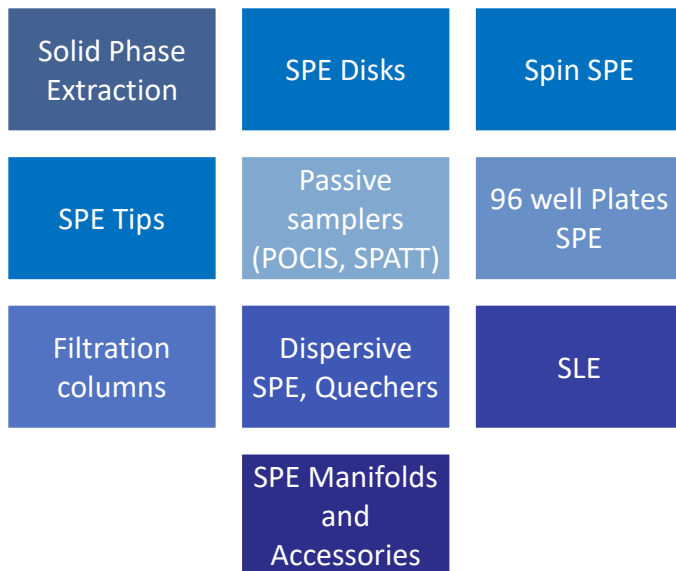 Solid Phase
Extraction
SPE Disks
Spin SPE
SPE Tips
Passive
samplers
(POCIS, SPATT)
96 well Plates
SPE
Filtration
columns
Dispersive
SPE, Quechers
SLE
SPE Manifolds
and
Accessories